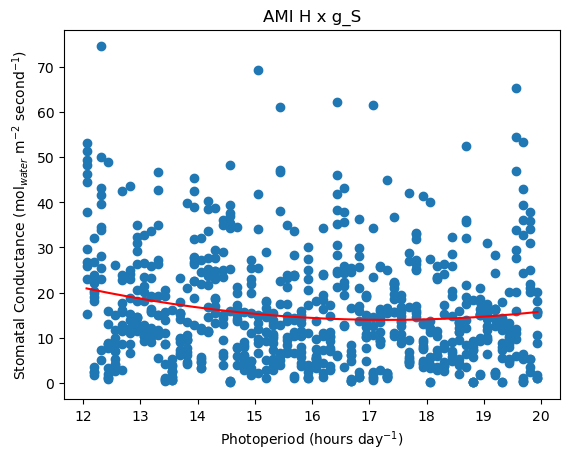 AMI H x g_S
Stomatal Conductance (mol_water m⁻² second⁻¹)
70
60
50
40
30
20
10
0
12 13 14 15 16 17 18 19 20
Photoperiod (hours day⁻¹)